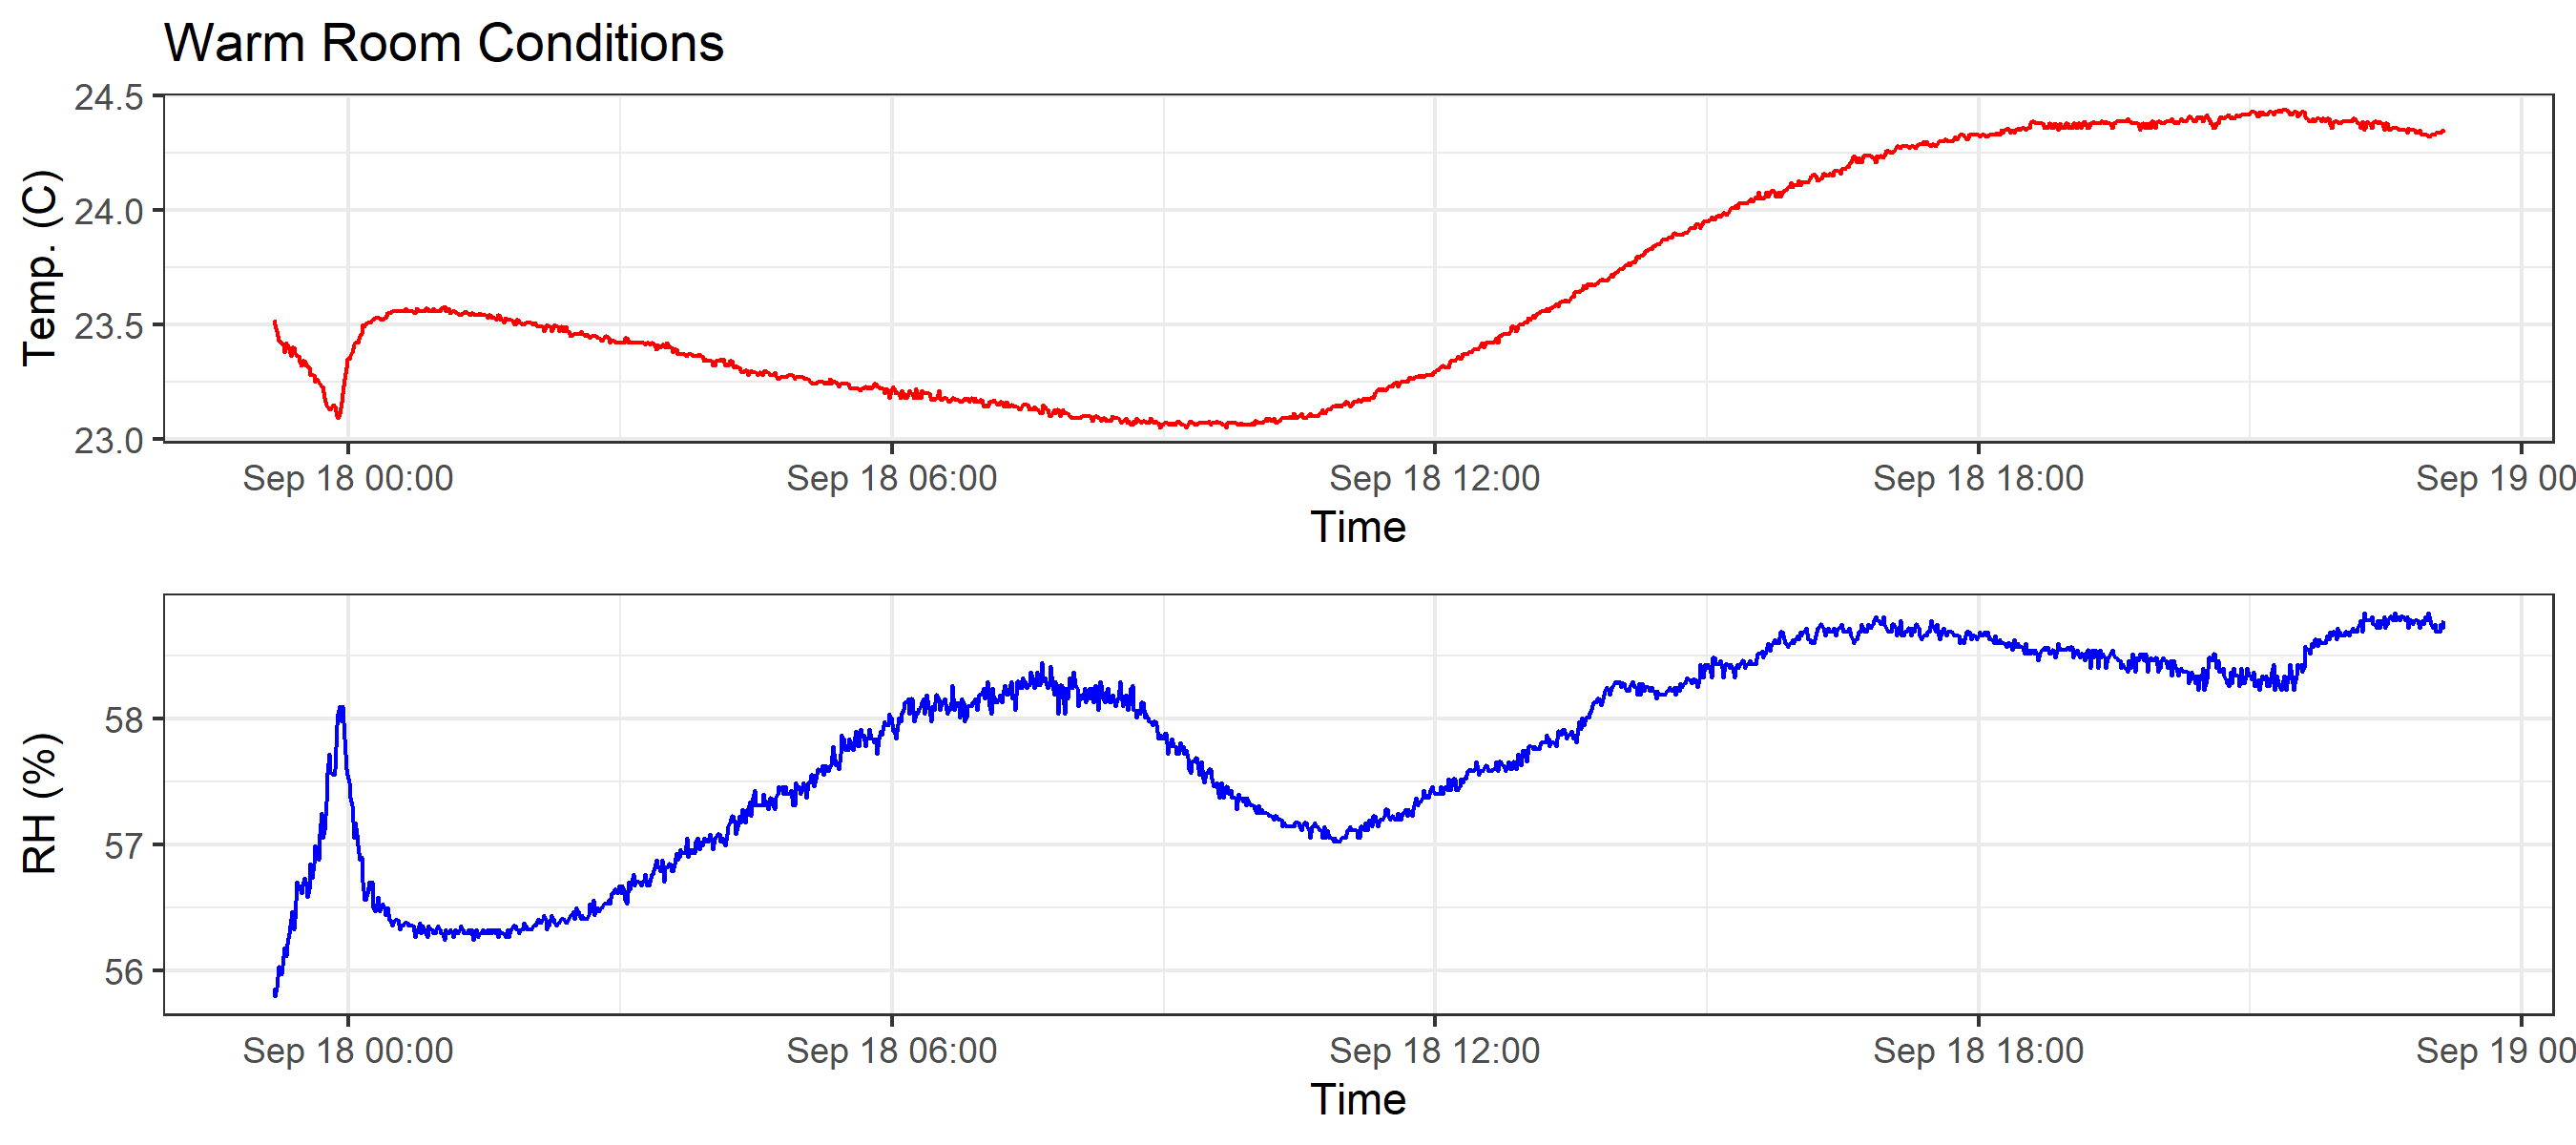 Warm Room Conditions
24.5
24.0
23.5
23.0
Temp. (C)
Sep 18 00:00 Sep 18 06:00 Sep 18 12:00 Sep 18 18:00 Sep 19 00
Time
58
57
56
RH (%)
Sep 18 00:00 Sep 18 06:00 Sep 18 12:00 Sep 18 18:00 Sep 19 00
Time